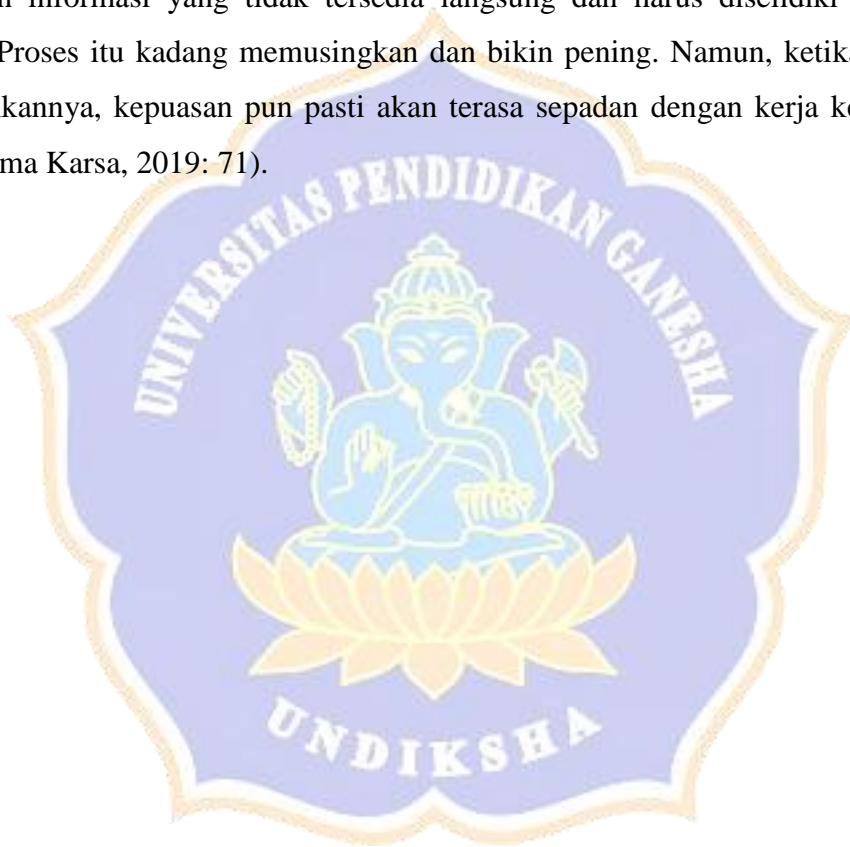 informasi yang tidak tersedia langsung dan harus diselidiki
Proses itu kadang memusingkan dan bikin pening. Namun, ketika
kannya, kepuasan pun pasti akan terasa sepadan dengan kerja ke
ma Karsa, 2019: 71).
UNIVERSITAS PENDIDIKAN GANESHA
UNDIKSHA